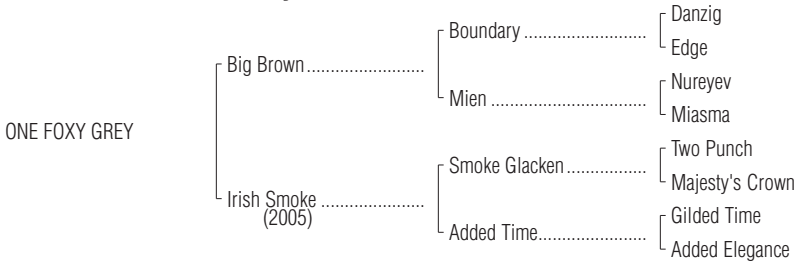 Danzig
Boundary ............................
Edge
Big Brown...........................
Nureyev
Mien ...................................
Miasma
ONE FOXY GREY
Two Punch
Smoke Glacken..................
Majesty's Crown
Irish Smoke .......................
(2005)
Gilded Time
Added Time........................
Added Elegance